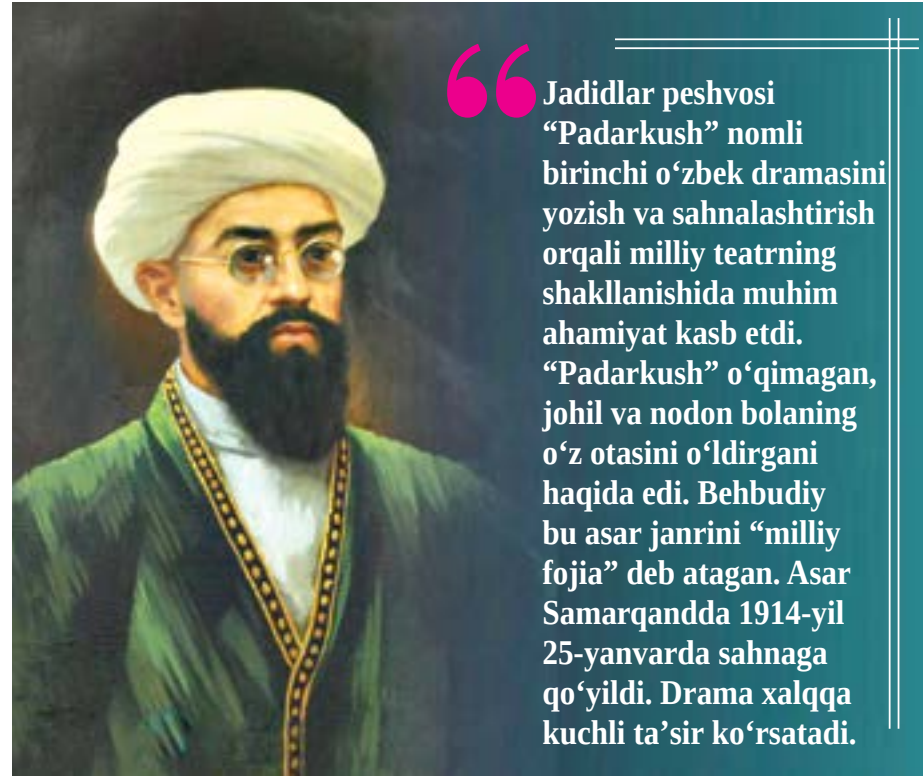 “
Jadidlar peshvosi
“Padarkush” nomli
birinchi o‘zbek dramasini
yozish va sahnalashtirish
orqali milliy teatrning
shakllanishida muhim
ahamiyat kasb etdi.
“Padarkush” o‘qimagan,
johil va nodon bolaning
o‘z otasini o‘ldirgani
haqida edi. Behbudiy
bu asar janrini “milliy
fojia” deb atagan. Asar
Samarqandda 1914-yil
25-yanvarda sahnaga
qo‘yildi. Drama xalqqa
kuchli ta’sir ko‘rsatadi.